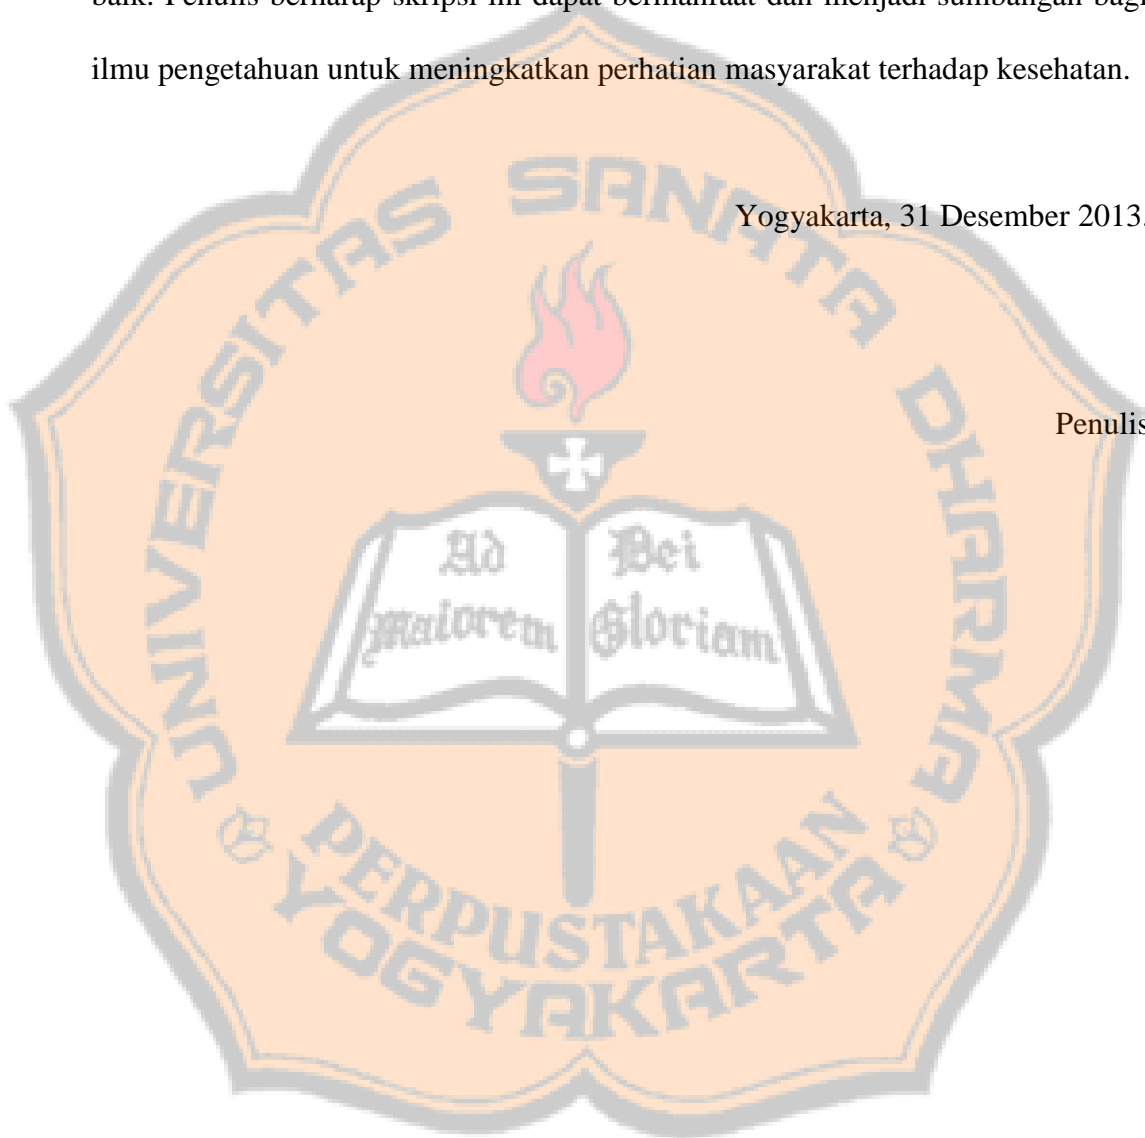 baik. Penulis berharap skripsi ini dapat bermanfaat dan menjadi sumbangan bagi
ilmu pengetahuan untuk meningkatkan perhatian masyarakat terhadap kesehatan.
Yogyakarta, 31 Desember 2013.
Penulis
UNIVERSITAS SANATA DHARMA
Ad Dei
Maiorem Gloriam
PERPUSTAKAAN
YOGYAKARTA